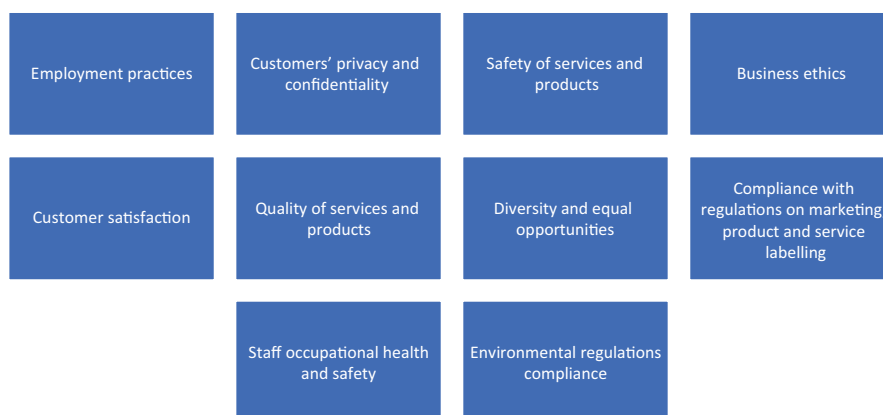 Employment practices
Customers’ privacy and
confidentiality
Safety of services and
products
Business ethics
Customer satisfaction
Quality of services and
products
Diversity and equal
opportunities
Compliance with
regulations on marketing,
product and service
labelling
Staff occupational health
and safety
Environmental regulations
compliance